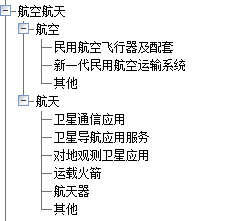 航空航天
航空
民用航空飞行器及配套
新一代民用航空运输系统
其他
航天
卫星通信应用
卫星导航应用服务
对地观测卫星应用
运载火箭
航天器
其他